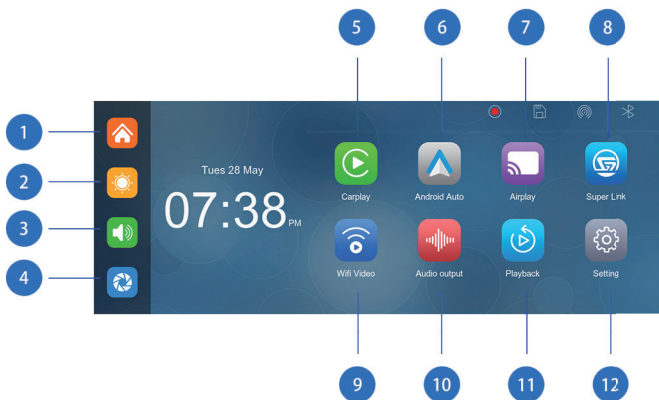 5 6 7 8
1
2
3
4
Tues 28 May
07:38 PM
Carplay Android Auto Airplay Super Link
Wifi Video Audio output Playback Setting
9 10 11 12